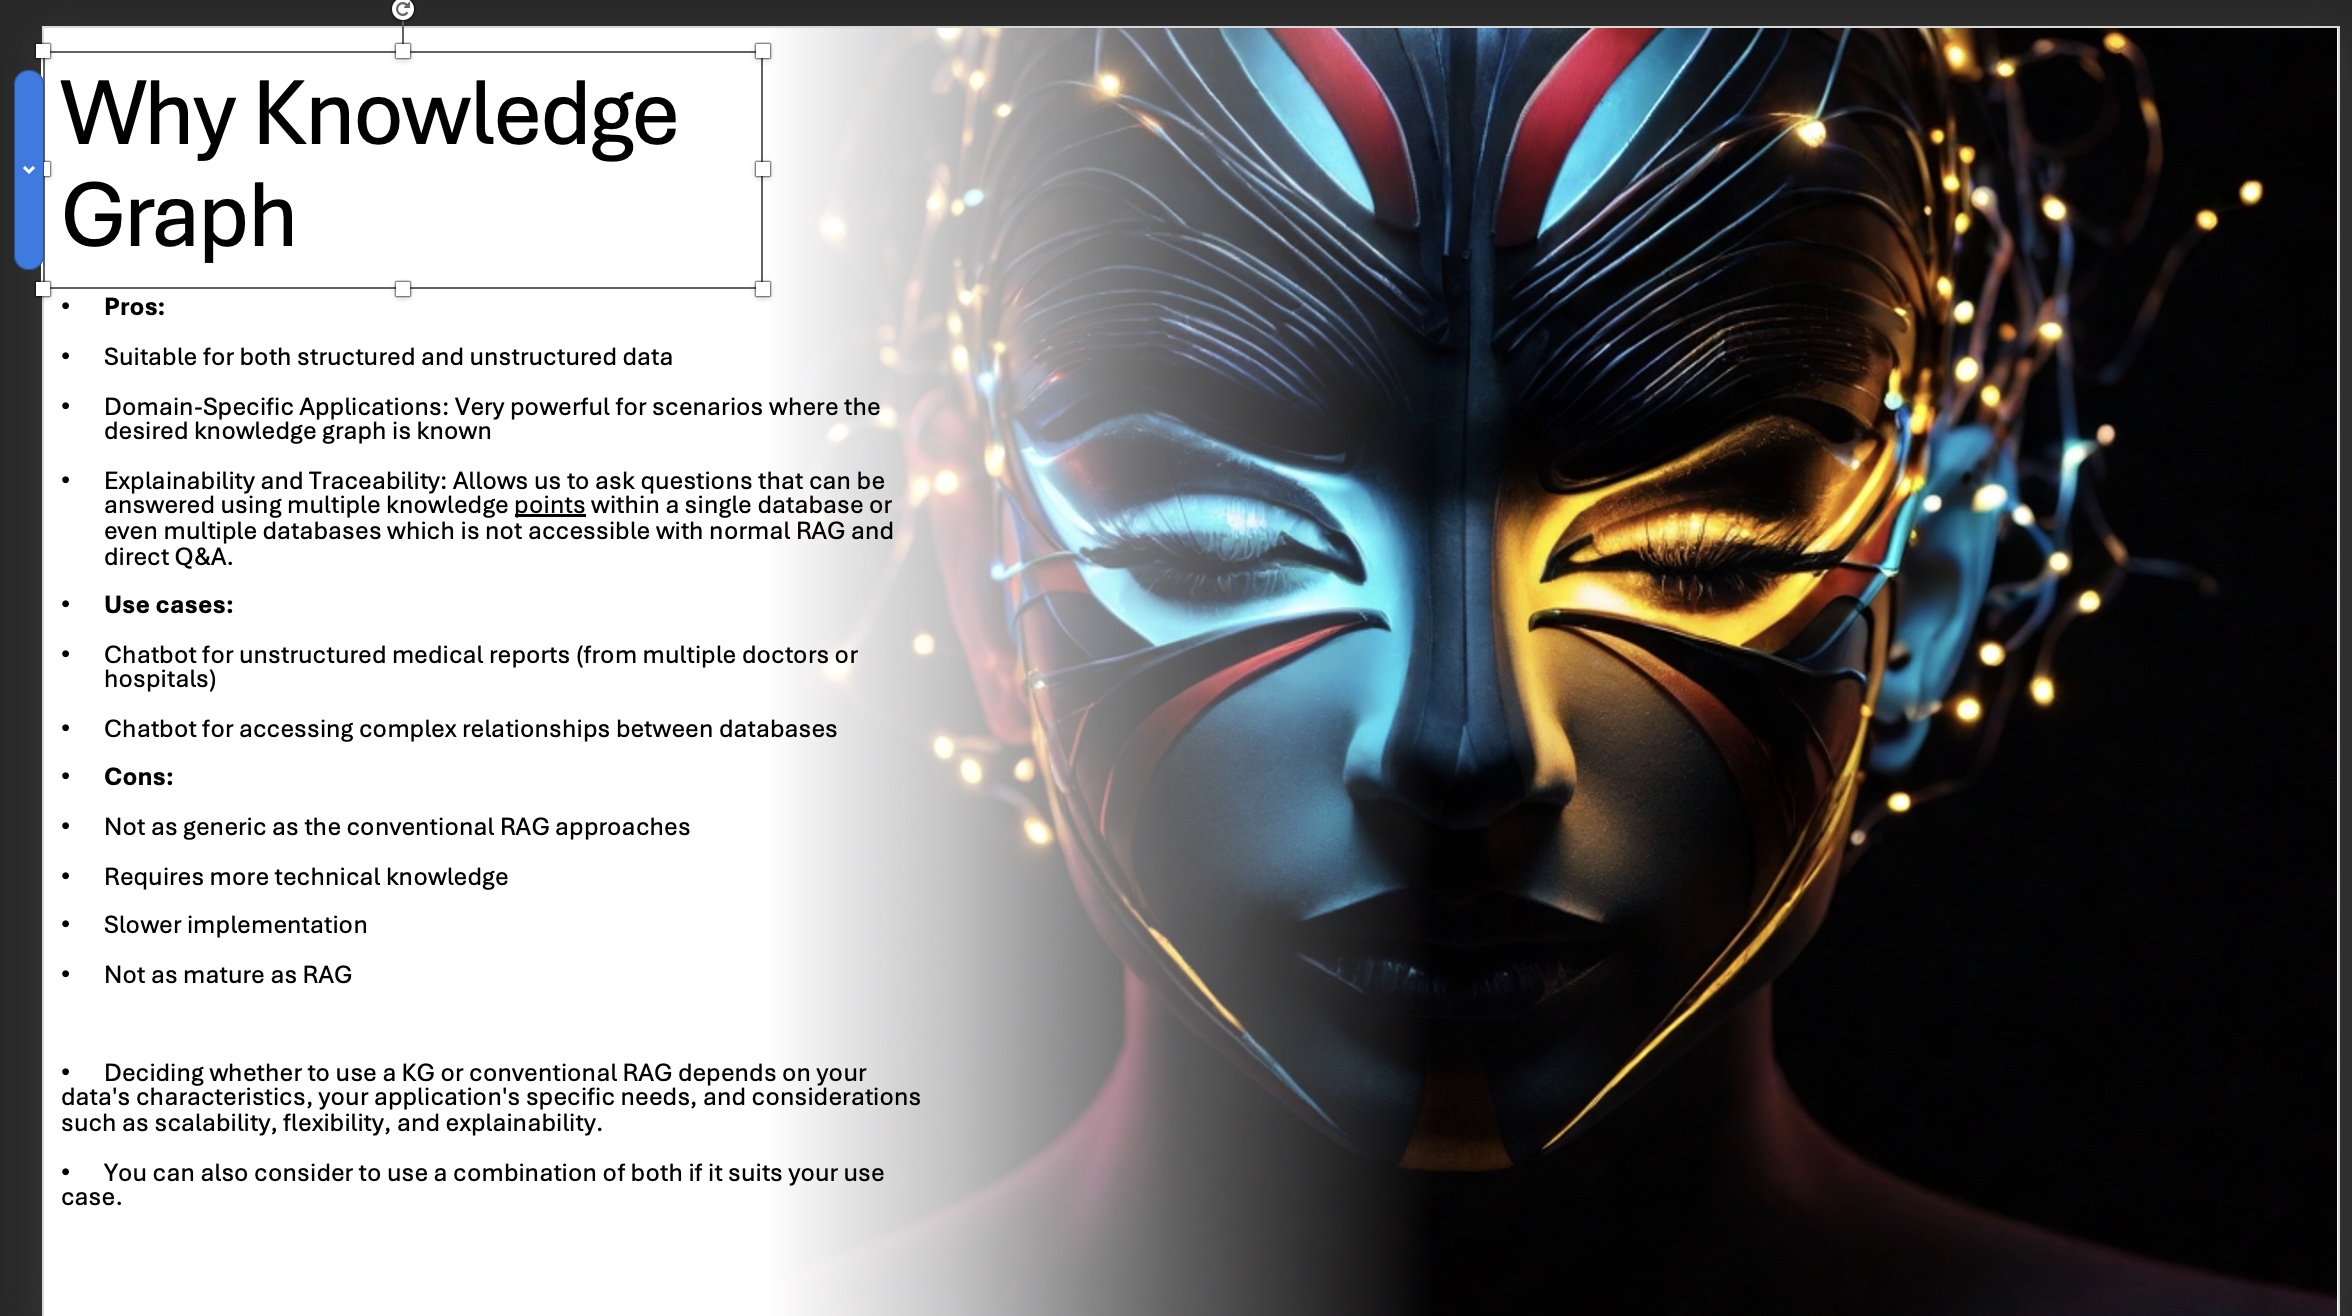 Why Knowledge
Graph
• Pros:
• Suitable for both structured and unstructured data
• Domain-Specific Applications: Very powerful for scenarios where the
desired knowledge graph is known
• Explainability and Traceability: Allows us to ask questions that can be
answered using multiple knowledge points within a single database or
even multiple databases which is not accessible with normal RAG and
direct Q&A.
• Use cases:
• Chatbot for unstructured medical reports (from multiple doctors or
hospitals)
• Chatbot for accessing complex relationships between databases
• Cons:
• Not as generic as the conventional RAG approaches
• Requires more technical knowledge
• Slower implementation
• Not as mature as RAG
• Deciding whether to use a KG or conventional RAG depends on your
data's characteristics, your application's specific needs, and considerations
such as scalability, flexibility, and explainability.
• You can also consider to use a combination of both if it suits your use
case.